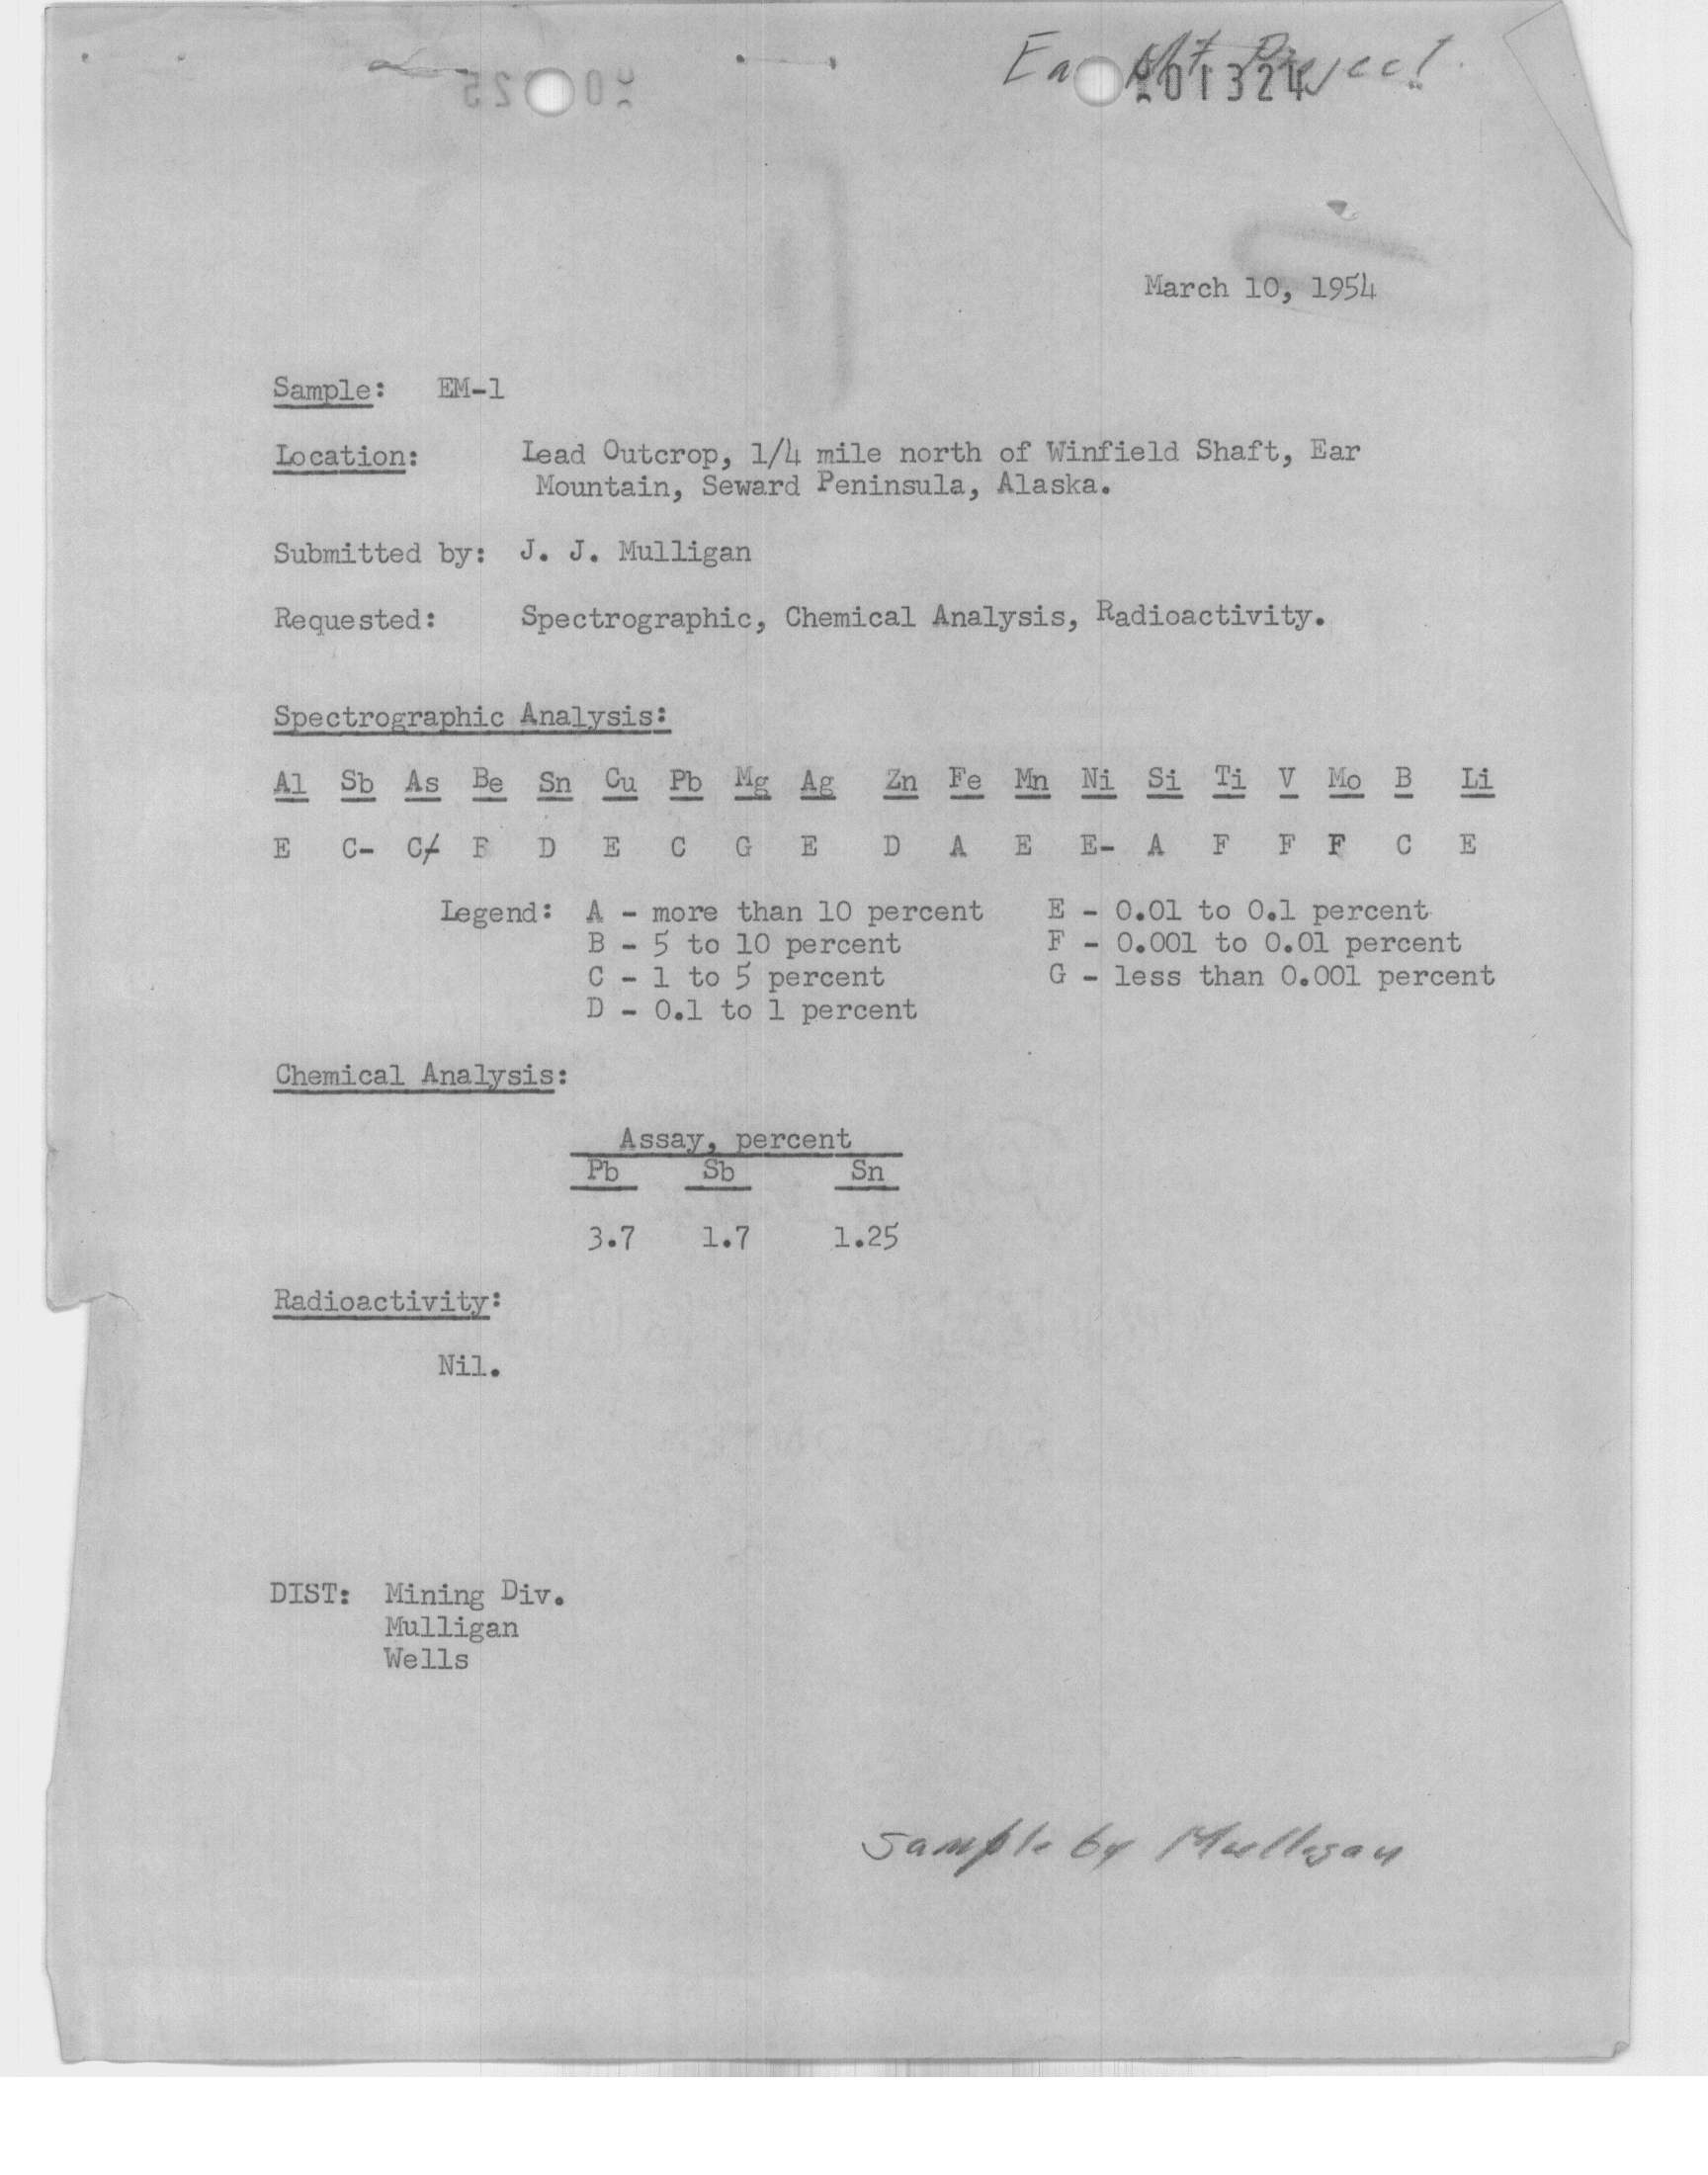 Ear Mt Project
201324
March 10, 1954
Sample: EM-1
Location: Lead Outcrop, 1/4 mile north of Winfield Shaft, Ear
Mountain, Seward Peninsula, Alaska.
Submitted by: J. J. Mulligan
Requested: Spectrographic, Chemical Analysis, Radioactivity.
Spectrographic Analysis:
Al Sb As Be Sn Cu Pb Mg Ag Zn Fe Mn Ni Si Ti V Mo B Li
E C- C+ F D E C G E D A E E- A F F F C E
Legend: A - more than 10 percent E - 0.01 to 0.1 percent
B - 5 to 10 percent F - 0.001 to 0.01 percent
C - 1 to 5 percent G - less than 0.001 percent
D - 0.1 to 1 percent
Chemical Analysis:
Assay, percent
Pb Sb Sn
3.7 1.7 1.25
Radioactivity:
Nil.
DIST: Mining Div.
Mulligan
Wells
Sample by Mulligan